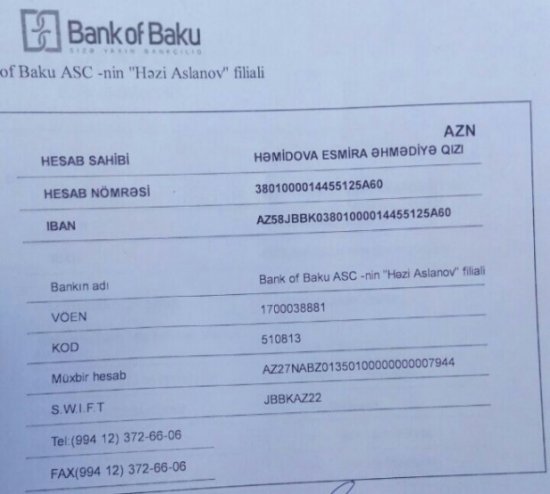 Bank of Baku
SİZƏ YAXIN BANKÇILIQ
of Baku ASC -nin "Həzi Aslanov" filiali
AZN
HESAB SAHİBİ HƏMİDOVA ESMİRA ƏHMƏDİYƏ QIZI
HESAB NÖMRƏSİ 3801000014455125A60
IBAN AZ58JBBK03801000014455125A60
Bankın adı Bank of Baku ASC -nin "Həzi Aslanov" filiali
VÖEN 1700038881
KOD 510813
Müxbir hesab AZ27NABZ01350100000000007944
S.W.I.F.T JBBKAZ22
Tel:(994 12) 372-66-06
FAX(994 12) 372-66-06